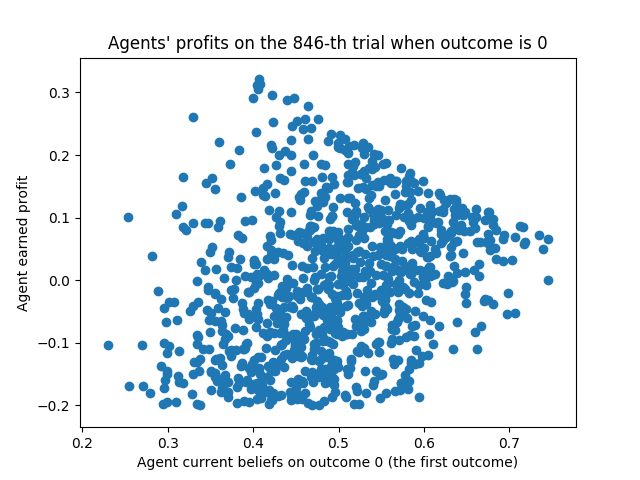 Agents' profits on the 846-th trial when outcome is 0
Agent earned profit
0.3
0.2
0.1
0.0
−0.1
−0.2
0.2 0.3 0.4 0.5 0.6 0.7
Agent current beliefs on outcome 0 (the first outcome)